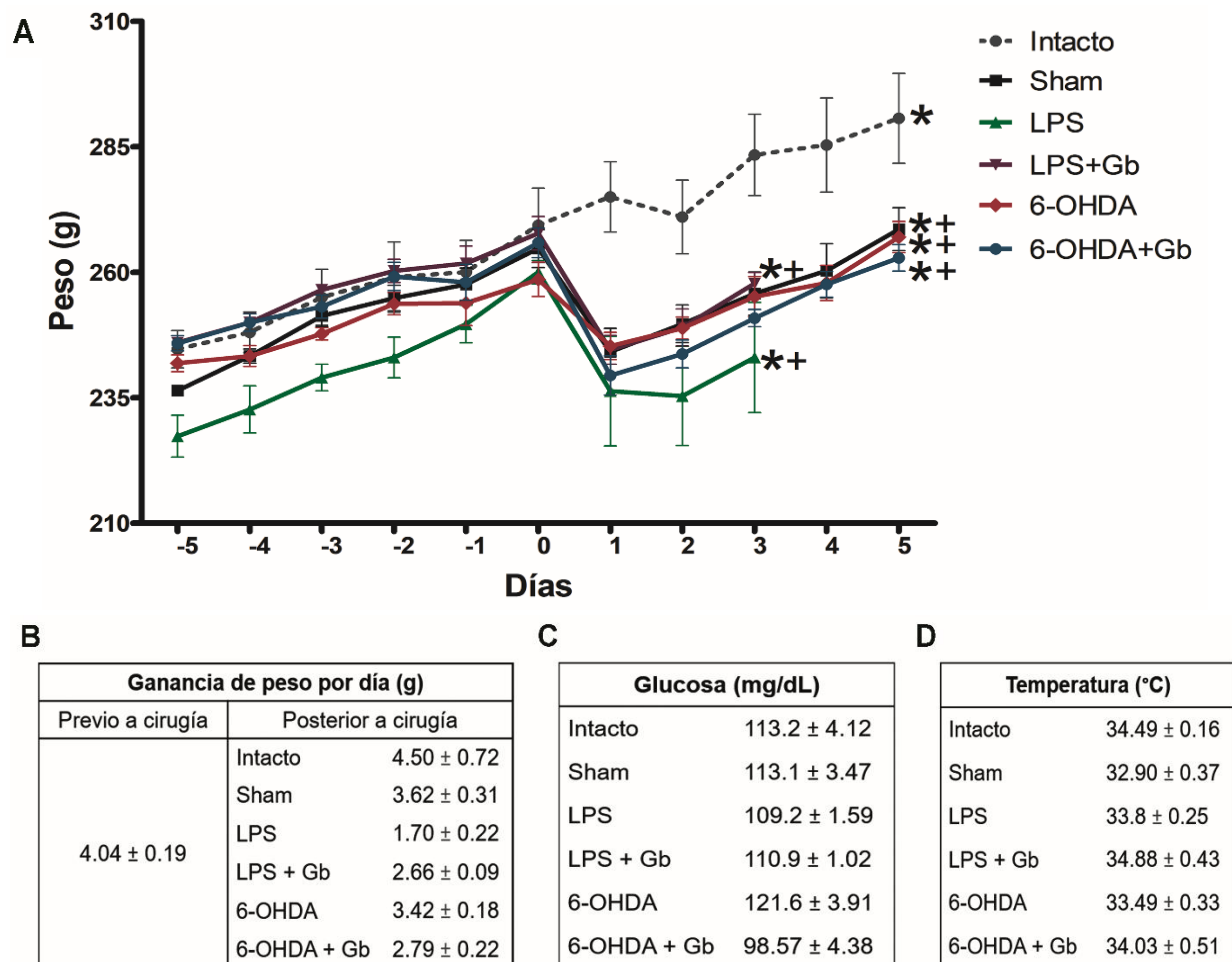 A
310
285
260
235
210
Peso (g)
-5 -4 -3 -2 -1 0 1 2 3 4 5
Días
Intacto
Sham
LPS
LPS+Gb
6-OHDA
6-OHDA+Gb
*
*+
*+
*+
*+
*+
B
Ganancia de peso por día (g)
Previo a cirugía Posterior a cirugía
4.04 ± 0.19
Intacto 4.50 ± 0.72
Sham 3.62 ± 0.31
LPS 1.70 ± 0.22
LPS + Gb 2.66 ± 0.09
6-OHDA 3.42 ± 0.18
6-OHDA + Gb 2.79 ± 0.22
C
Glucosa (mg/dL)
Intacto 113.2 ± 4.12
Sham 113.1 ± 3.47
LPS 109.2 ± 1.59
LPS + Gb 110.9 ± 1.02
6-OHDA 121.6 ± 3.91
6-OHDA + Gb 98.57 ± 4.38
D
Temperatura (°C)
Intacto 34.49 ± 0.16
Sham 32.90 ± 0.37
LPS 33.8 ± 0.25
LPS + Gb 34.88 ± 0.43
6-OHDA 33.49 ± 0.33
6-OHDA + Gb 34.03 ± 0.51